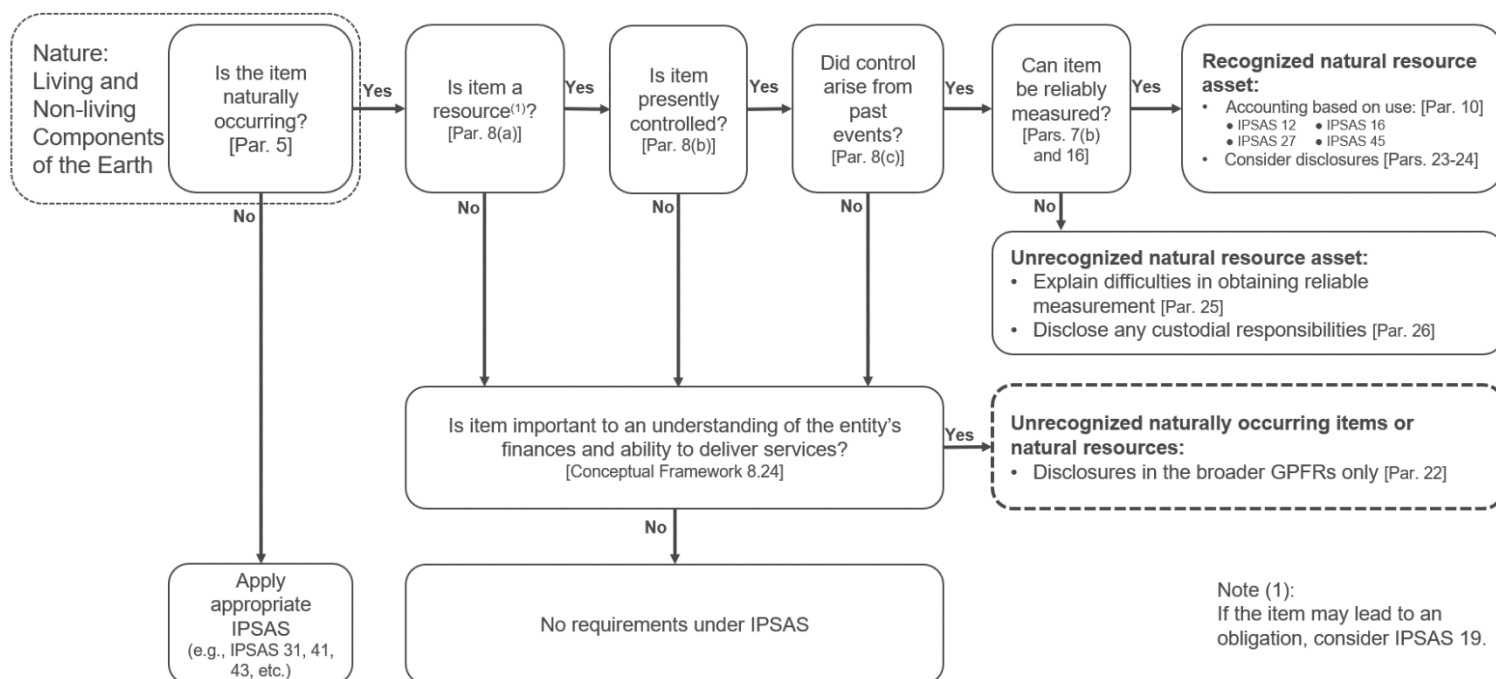 Nature:
Living and
Non-living
Components
of the Earth
Is the item
naturally
occurring?
[Par. 5]
Yes
Is item a
resource(1)?
[Par. 8(a)]
Yes
Is item
presently
controlled?
[Par. 8(b)]
Yes
Did control
arise from
past
events?
[Par. 8(c)]
Yes
Can item
be reliably
measured?
[Pars. 7(b)
and 16]
Yes
Recognized natural resource
asset:
• Accounting based on use: [Par. 10]
● IPSAS 12 ● IPSAS 16
● IPSAS 27 ● IPSAS 45
• Consider disclosures [Pars. 23-24]
No
No
No
No
No
Unrecognized natural resource asset:
• Explain difficulties in obtaining reliable
measurement [Par. 25]
• Disclose any custodial responsibilities [Par. 26]
Is item important to an understanding of the entity's
finances and ability to deliver services?
[Conceptual Framework 8.24]
Yes
Unrecognized naturally occurring items or
natural resources:
• Disclosures in the broader GPFRs only [Par. 22]
No
Apply
appropriate
IPSAS
(e.g., IPSAS 31, 41,
43, etc.)
No requirements under IPSAS
Note (1):
If the item may lead to an
obligation, consider IPSAS 19.